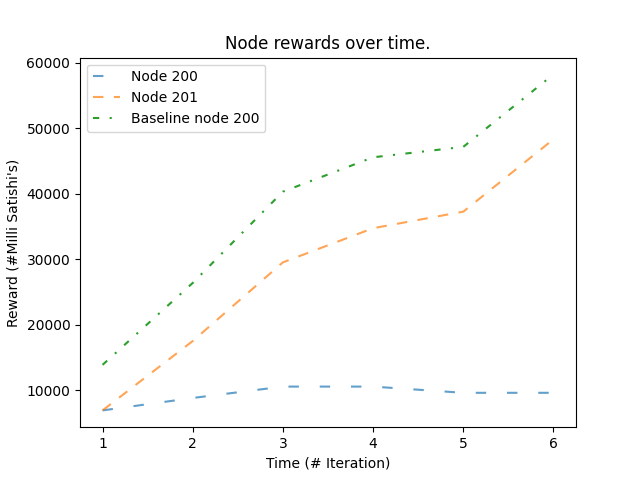 Node rewards over time.
Node 200
Node 201
Baseline node 200
Reward (#Milli Satishi's)
60000
50000
40000
30000
20000
10000
1 2 3 4 5 6
Time (# Iteration)